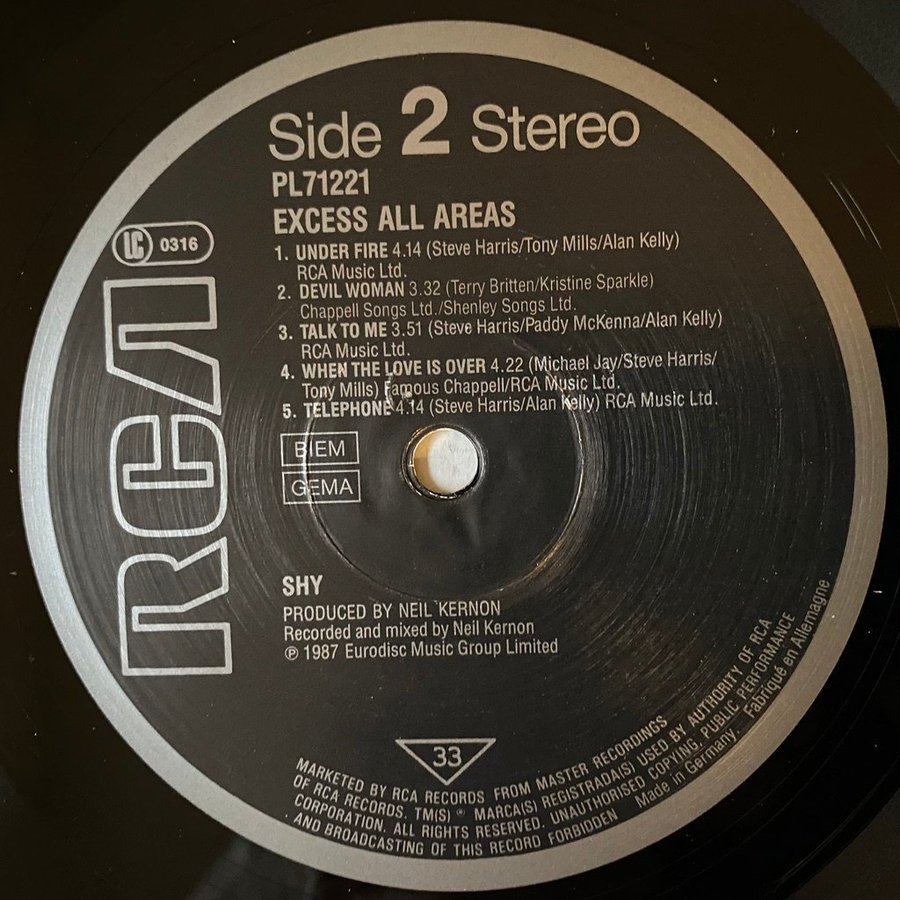 Side 2 Stereo
PL71221
EXCESS ALL AREAS
LC 0316
1. UNDER FIRE 4.14 (Steve Harris/Tony Mills/Alan Kelly)
RCA Music Ltd.
2. DEVIL WOMAN 3.32 (Terry Britten/Kristine Sparkle)
Chappell Songs Ltd./Shenley Songs Ltd.
3. TALK TO ME 3.51 (Steve Harris/Paddy McKenna/Alan Kelly)
RCA Music Ltd.
4. WHEN THE LOVE IS OVER 4.22 (Michael Jay/Steve Harris/
Tony Mills) Famous Chappell/RCA Music Ltd.
5. TELEPHONE 4.14 (Steve Harris/Alan Kelly) RCA Music Ltd.
RCA
BIEM
GEMA
SHY
PRODUCED BY NEIL KERNON
Recorded and mixed by Neil Kernon
℗ 1987 Eurodisc Music Group Limited
33
MARKETED BY RCA RECORDS FROM MASTER RECORDINGS
OF RCA RECORDS. TM(S) ® MARCA(S) REGISTRADA(S) USED BY AUTHORITY OF RCA
CORPORATION. ALL RIGHTS RESERVED. UNAUTHORISED COPYING, PUBLIC PERFORMANCE
AND BROADCASTING OF THIS RECORD FORBIDDEN Made in Germany. Fabriqué en Allemagne.